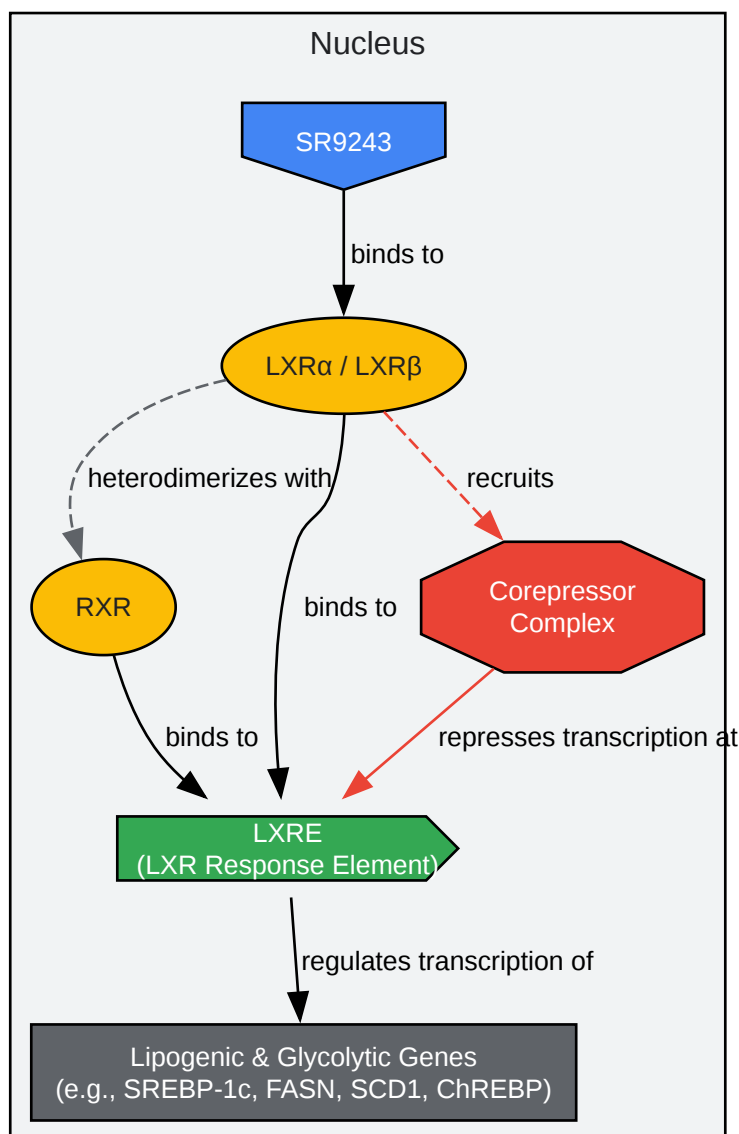 Nucleus
SR9243
binds to
LXRα / LXRβ
heterodimerizes with
recruits
RXR
binds to
Corepressor
Complex
binds to
represses transcription at
LXRE
(LXR Response Element)
regulates transcription of
Lipogenic & Glycolytic Genes
(e.g., SREBP-1c, FASN, SCD1, ChREBP)